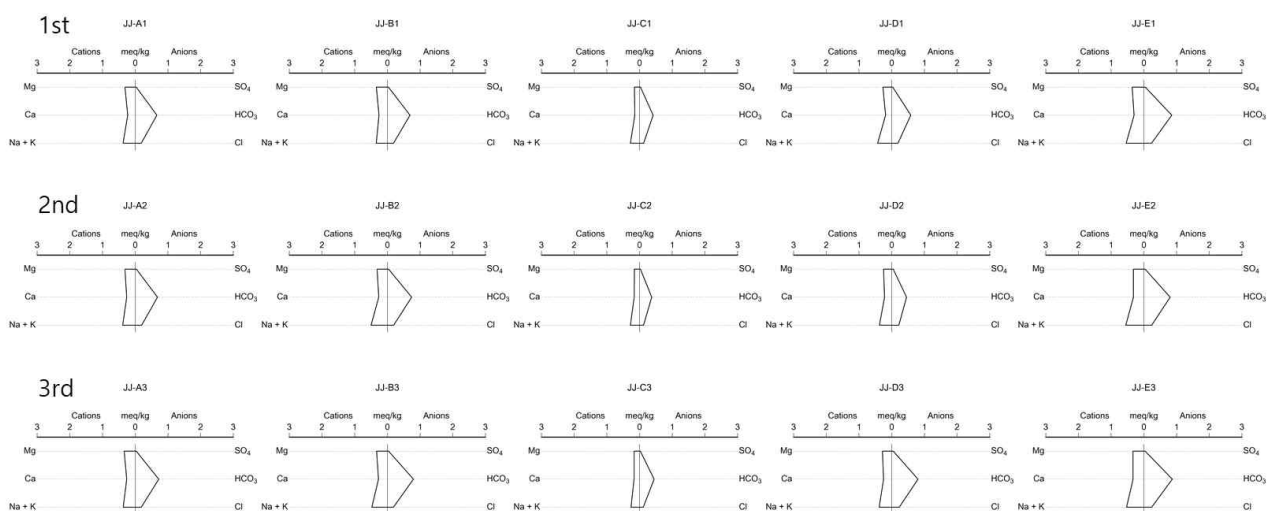 1st
JJ-A1 JJ-B1 JJ-C1 JJ-D1 JJ-E1
Cations meq/kg Anions Cations meq/kg Anions Cations meq/kg Anions Cations meq/kg Anions Cations meq/kg Anions
3 2 1 0 1 2 3 3 2 1 0 1 2 3 3 2 1 0 1 2 3 3 2 1 0 1 2 3 3 2 1 0 1 2 3
Mg SO₄ Mg SO₄ Mg SO₄ Mg SO₄ Mg SO₄
Ca HCO₃ Ca HCO₃ Ca HCO₃ Ca HCO₃ Ca HCO₃
Na + K Cl Na + K Cl Na + K Cl Na + K Cl Na + K Cl
2nd
JJ-A2 JJ-B2 JJ-C2 JJ-D2 JJ-E2
Cations meq/kg Anions Cations meq/kg Anions Cations meq/kg Anions Cations meq/kg Anions Cations meq/kg Anions
3 2 1 0 1 2 3 3 2 1 0 1 2 3 3 2 1 0 1 2 3 3 2 1 0 1 2 3 3 2 1 0 1 2 3
Mg SO₄ Mg SO₄ Mg SO₄ Mg SO₄ Mg SO₄
Ca HCO₃ Ca HCO₃ Ca HCO₃ Ca HCO₃ Ca HCO₃
Na + K Cl Na + K Cl Na + K Cl Na + K Cl Na + K Cl
3rd
JJ-A3 JJ-B3 JJ-C3 JJ-D3 JJ-E3
Cations meq/kg Anions Cations meq/kg Anions Cations meq/kg Anions Cations meq/kg Anions Cations meq/kg Anions
3 2 1 0 1 2 3 3 2 1 0 1 2 3 3 2 1 0 1 2 3 3 2 1 0 1 2 3 3 2 1 0 1 2 3
Mg SO₄ Mg SO₄ Mg SO₄ Mg SO₄ Mg SO₄
Ca HCO₃ Ca HCO₃ Ca HCO₃ Ca HCO₃ Ca HCO₃
Na + K Cl Na + K Cl Na + K Cl Na + K Cl Na + K Cl